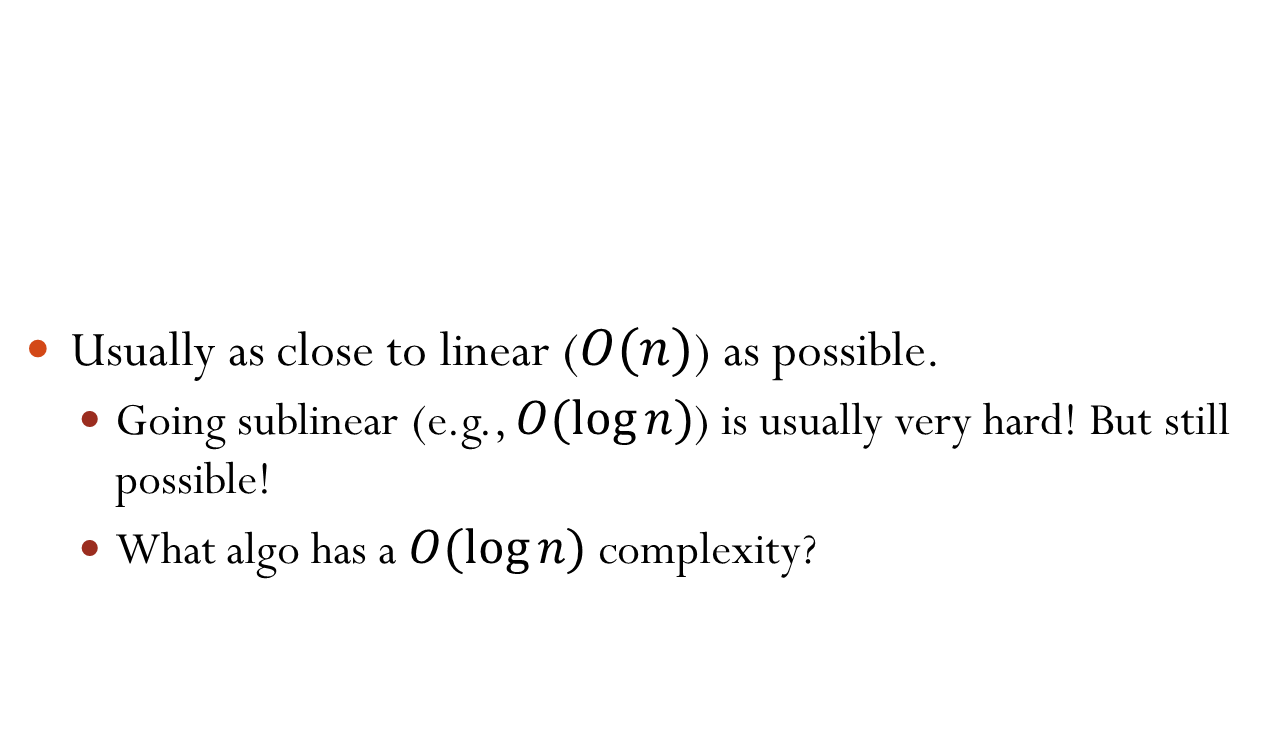 • Usually as close to linear (O(n)) as possible.
• Going sublinear (e.g., O(log n)) is usually very hard! But still
possible!
• What algo has a O(log n) complexity?